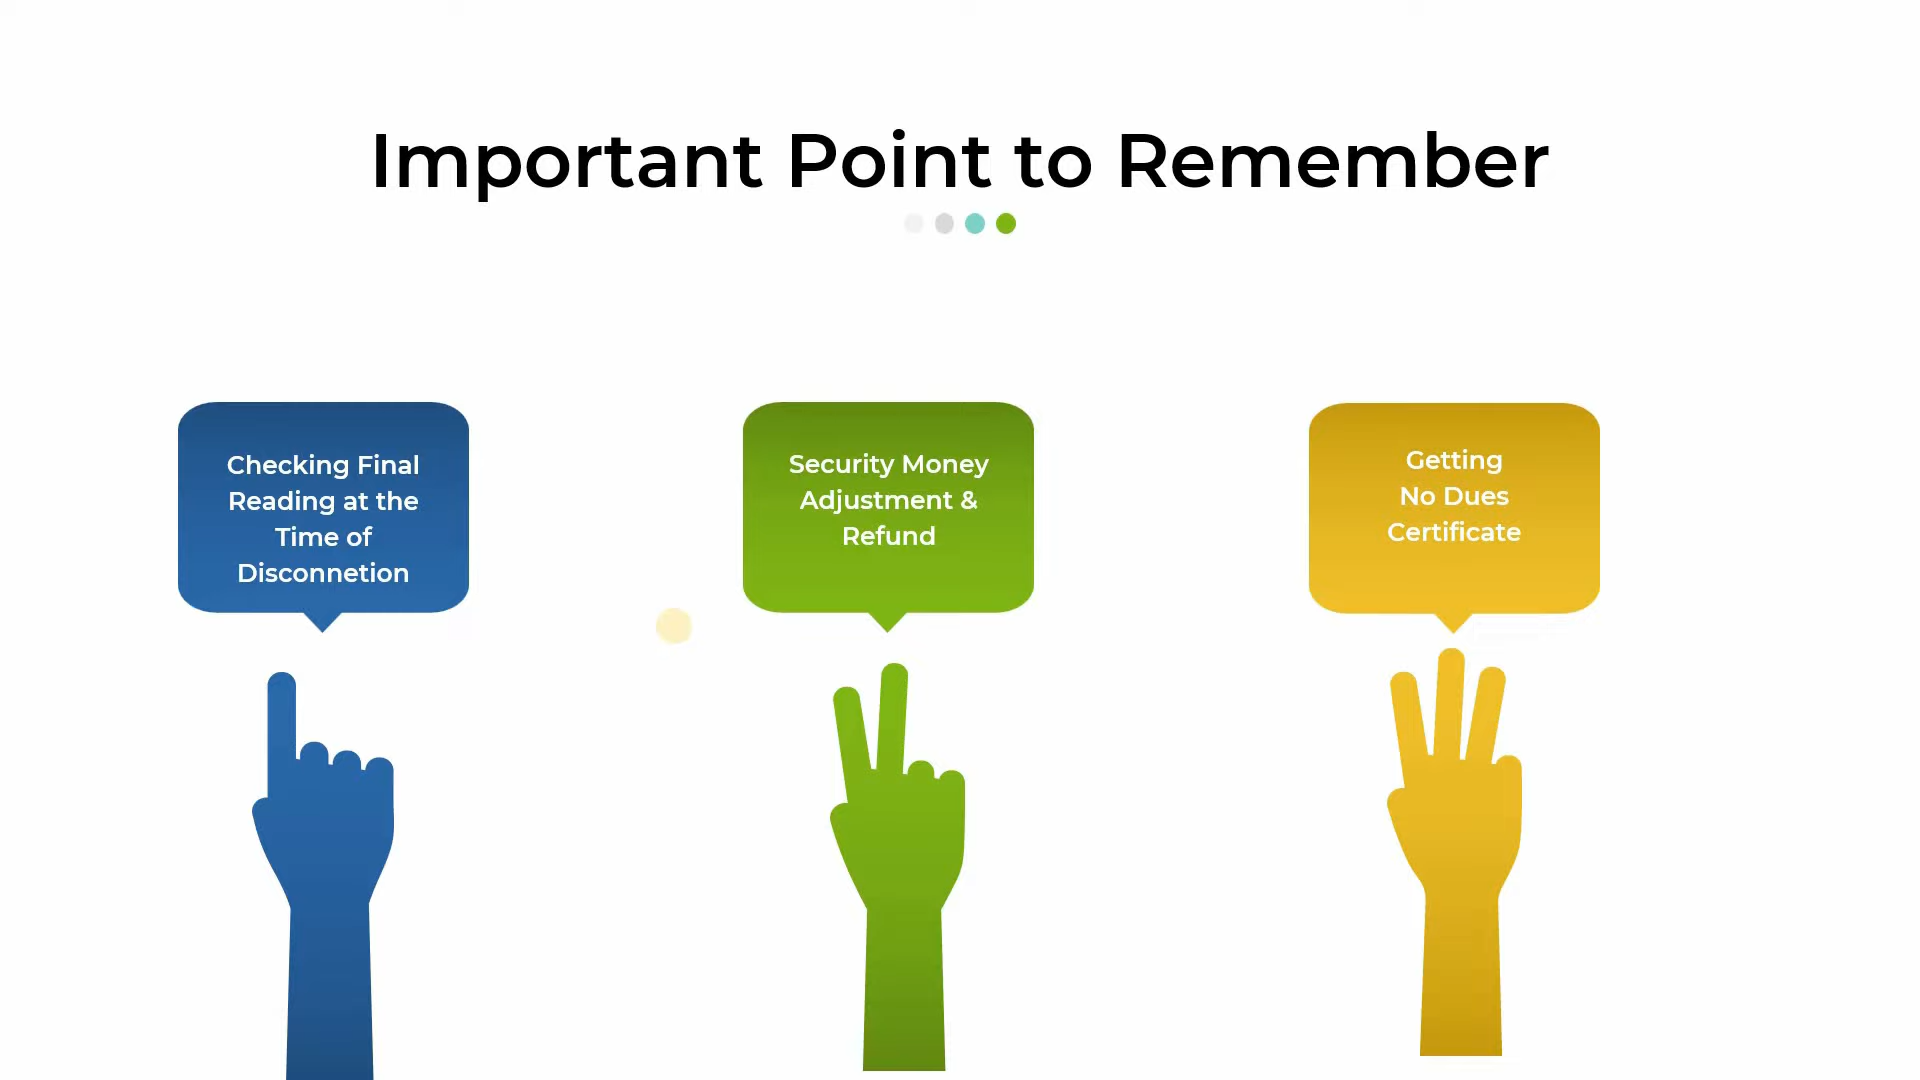 Important Point to Remember
Checking Final
Reading at the
Time of
Disconnetion
Security Money
Adjustment &
Refund
Getting
No Dues
Certificate